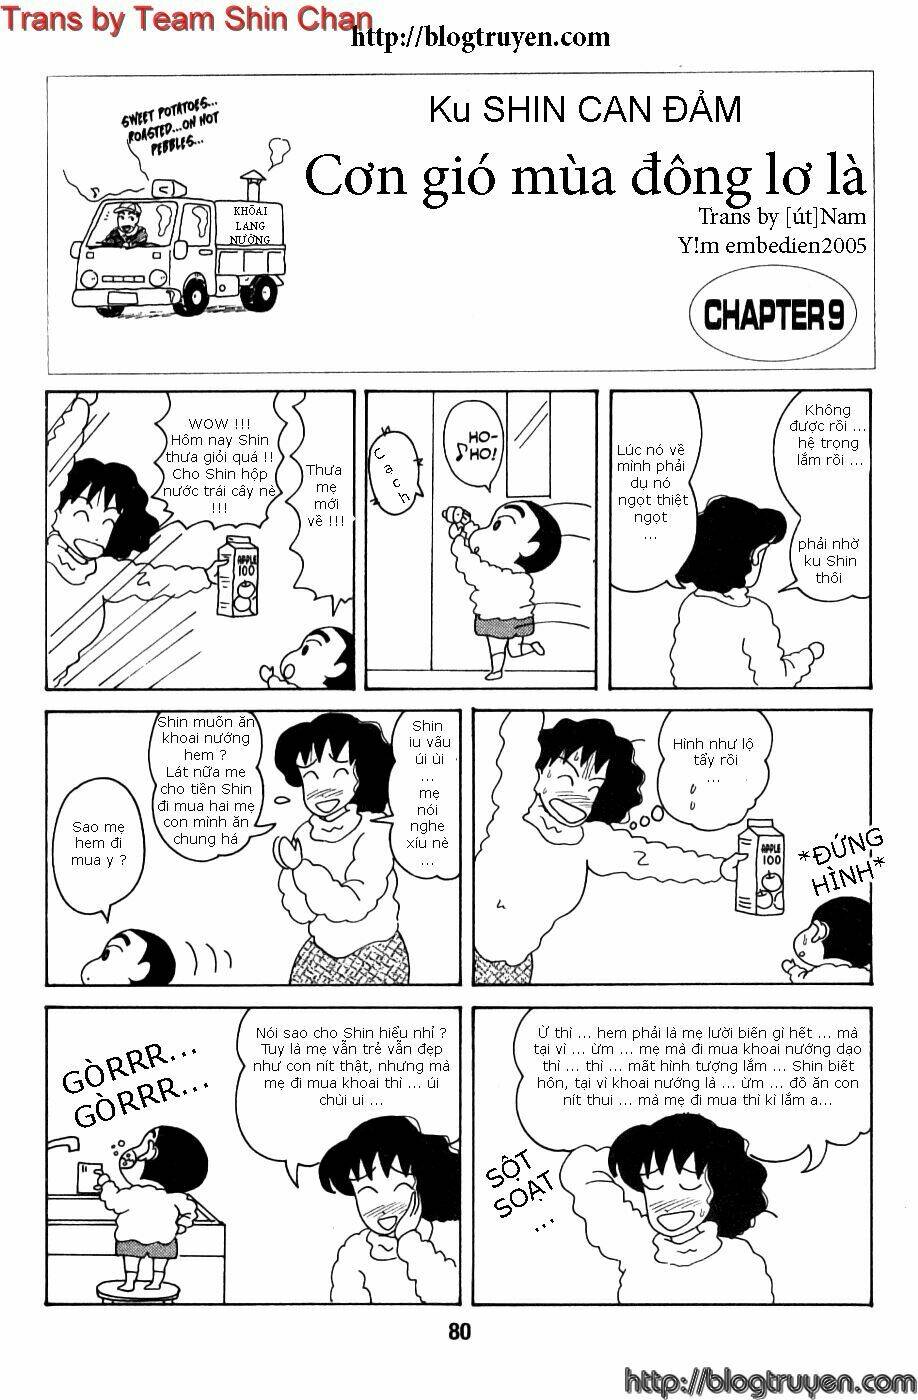 Trans by Team Shin Chan
http://blogtruyen.com
SWEET POTATOES...
ROASTED...ON HOT
PEBBLES...
KHOAI
LANG
NƯỚNG
Ku SHIN CAN ĐẢM
Cơn gió mùa đông lơ là
Trans by [út]Nam
Y!m embedien2005
CHAPTER 9
WOW !!!
Hôm nay Shin
thưa giỏi quá !!
Cho Shin hộp
nước trái cây nè
!!!
Thưa
mẹ
mới
về !!!
APPLE
100
Cạch
HO-
HO!
Không
được rồi ...
hệ trọng
lắm rồi ...
phải nhờ
ku Shin
thôi
Lúc nó về
mình phải
dụ nó
ngọt thiệt
ngọt
...
Sao mẹ
hem đi
mua y ?
Shin muốn ăn
khoai nướng
hem ?
Lát nữa mẹ
cho tiền Shin
đi mua hai mẹ
con mình ăn
chung há
Shin
iu vấu
úi ùi
...
mẹ
nói
nghe
xíu nè
...
Hình như lộ
tẩy rồi
...
APPLE
100
*ĐỨNG
HÌNH*
GÒRRR...
GÒRRR...
Nói sao cho Shin hiểu nhỉ ?
Tuy là mẹ vẫn trẻ vẫn đẹp
như con nít thật, nhưng mà
mẹ đi mua khoai thì ... úi
chùi ui ...
Ừ thì ... hem phải là mẹ lười biếng gì hết ... mà
tại vì ... ừm ... mẹ mà đi mua khoai nướng dạo
thì ... thì ... mất hình tượng lắm ... Shin biết
hôn, tại vì khoai nướng là ... ừm ... đồ ăn con
nít thui ... mà mẹ đi mua thì kì lắm a...
SỘT
SOẠT
...
80
http://blogtruyen.com